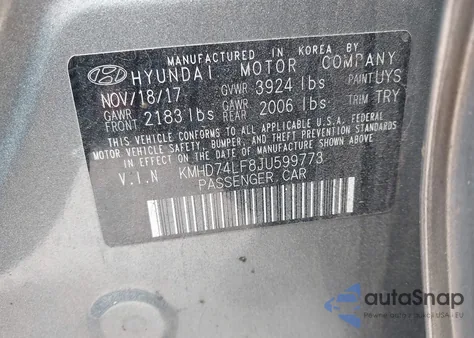 MANUFACTURED IN KOREA BY
HYUNDAI MOTOR COMPANY
NOV/18/17 GVWR 3924 lbs PAINT UYS
GAWR FRONT 2183 lbs GAWR REAR 2006 lbs TRIM TRY
THIS VEHICLE CONFORMS TO ALL APPLICABLE U.S. FEDERAL
MOTOR VEHICLE SAFETY, BUMPER, AND THEFT PREVENTION STANDARDS
IN EFFECT ON THE DATE OF MANUFACTURE SHOWN ABOVE.
V.I.N KMHD74LF8JU599773
PASSENGER CAR
autoSnap